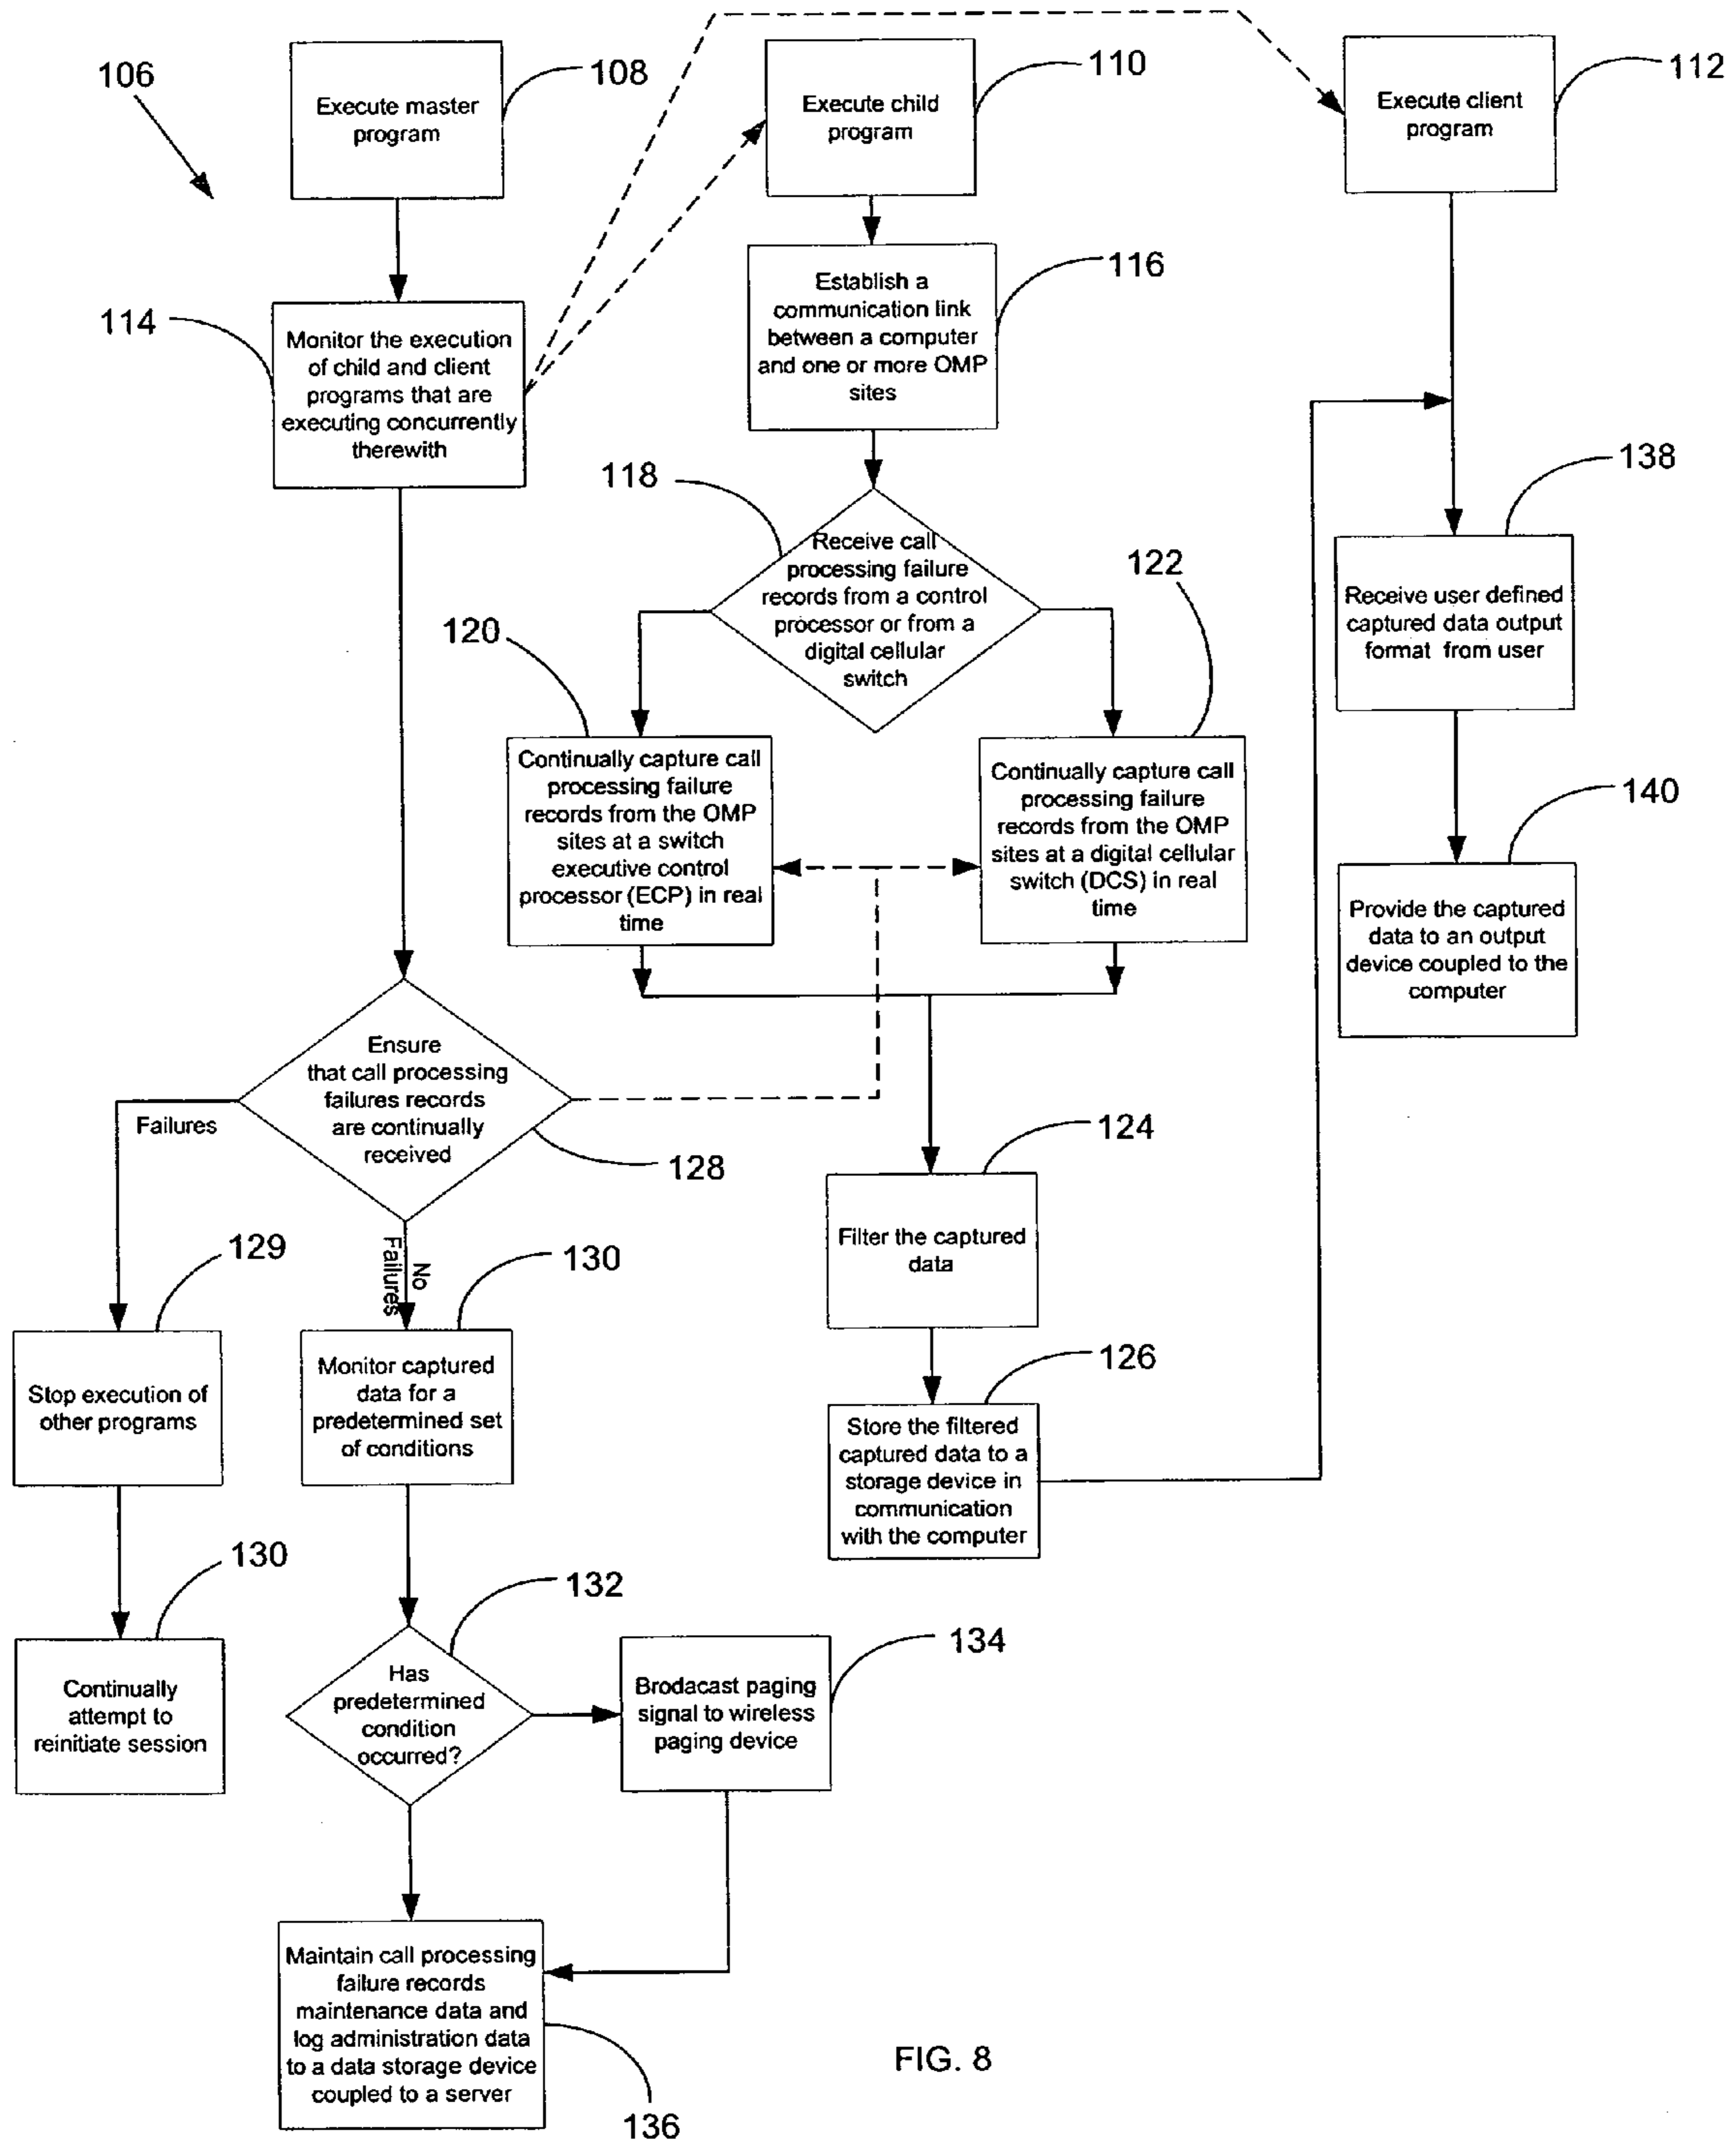 106
Execute master
program
108
Execute child
program
110
Execute client
program
112
114
Monitor the execution
of child and client
programs that are
executing concurrently
therewith
Establish a
communication link
between a computer
and one or more OMP
sites
116
118
Receive call
processing failure
records from a control
processor or from a
digital cellular
switch
120
122
Continually capture call
processing failure
records from the OMP
sites at a switch
executive control
processor (ECP) in real
time
Continually capture call
processing failure
records from the OMP
sites at a digital cellular
switch (DCS) in real
time
138
Receive user defined
captured data output
format from user
140
Provide the captured
data to an output
device coupled to the
computer
Ensure
that call processing
failures records
are continually
received
128
Failures
No
Failures
124
Filter the captured
data
126
Store the filtered
captured data to a
storage device in
communication
with the computer
129
Stop execution of
other programs
130
Monitor captured
data for a
predetermined set
of conditions
130
Continually
attempt to
reinitiate session
132
Has
predetermined
condition
occurred?
134
Brodacast paging
signal to wireless
paging device
Maintain call processing
failure records
maintenance data and
log administration data
to a data storage device
coupled to a server
136
FIG. 8